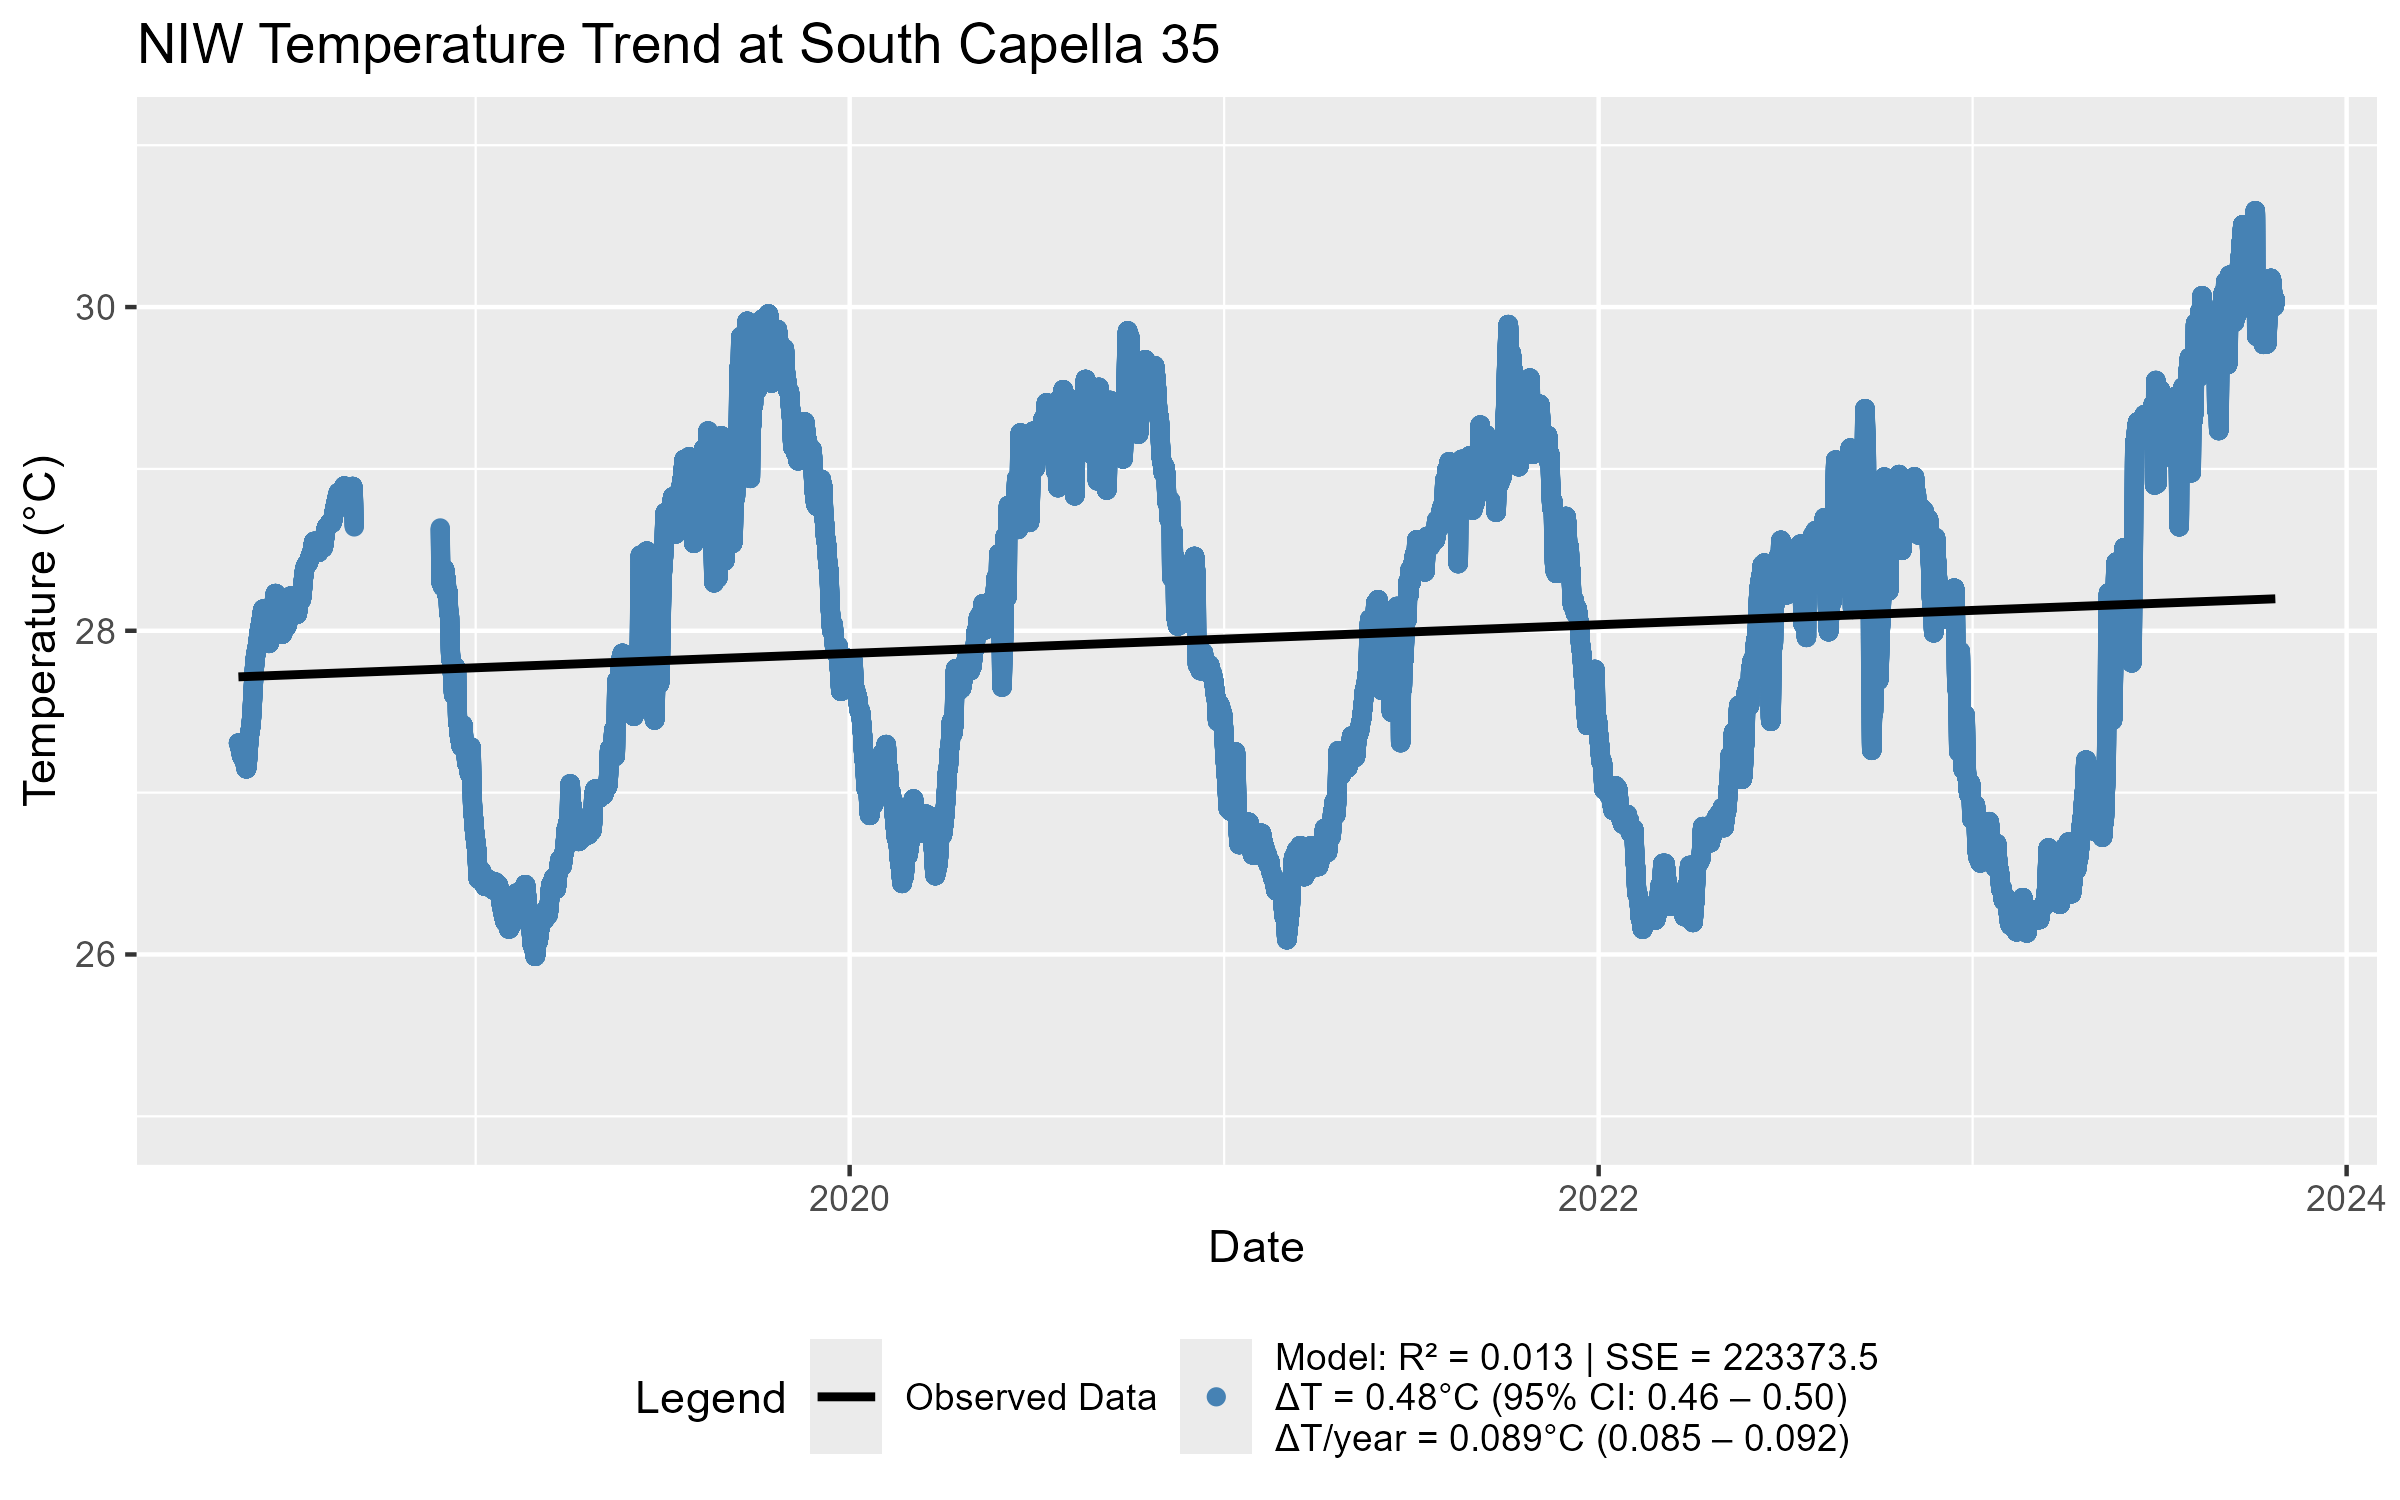 NIW Temperature Trend at South Capella 35
Temperature (°C)
30
28
26
2020
2022
2024
Date
Legend
Observed Data
Model: R² = 0.013 | SSE = 223373.5
ΔT = 0.48°C (95% CI: 0.46 – 0.50)
ΔT/year = 0.089°C (0.085 – 0.092)